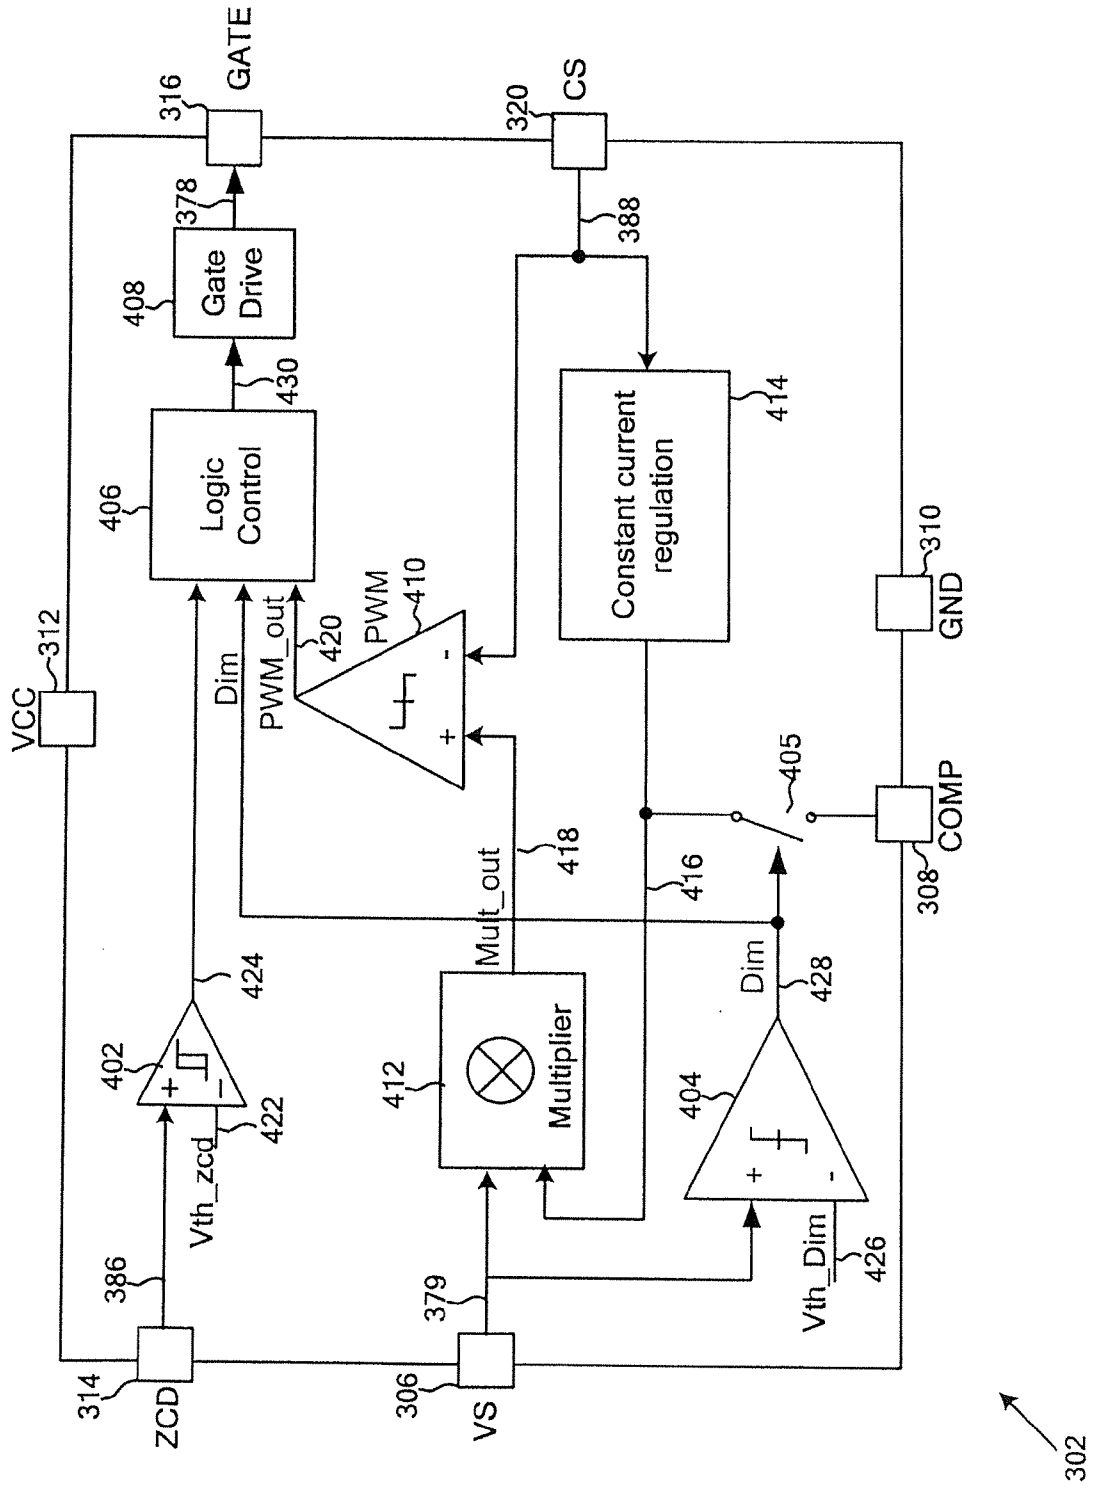 VCC
312
316
GATE
378
408
Gate
Drive
430
406
Logic
Control
320
CS
388
Dim
PWM_out
420
PWM
410
-
+
Constant current
regulation
414
424
402
+
-
Vth_zcd
422
386
314
ZCD
Mult_out
418
412
Multiplier
416
405
379
306
VS
404
+
-
Dim
428
Vth_Dim
426
308
COMP
310
GND
302